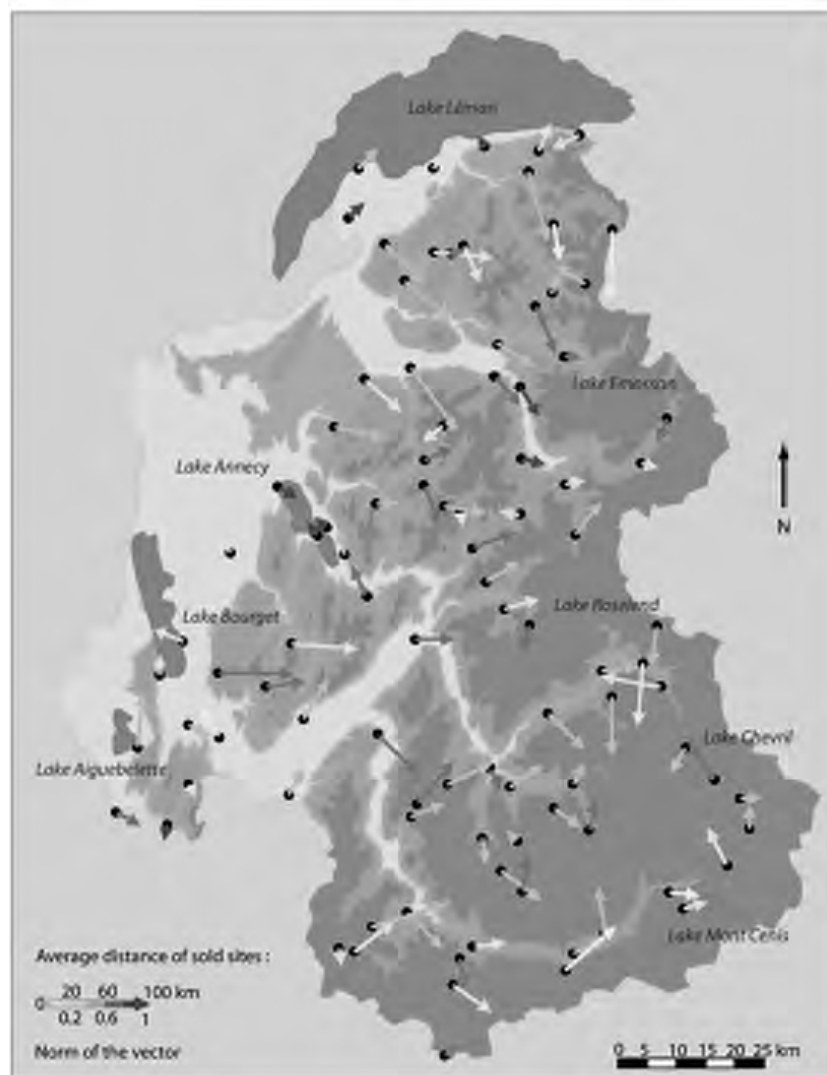 Lake Léman
Lake Emerson
Lake Annecy
N
Lake Roselend
Lake Bourget
Lake Chevril
Lake Aiguebelette
Lake Mont Cenis
Average distance of sold sites :
0 20 60 100 km
0.2 0.6 1
Norm of the vector
0 5 10 15 20 25 km